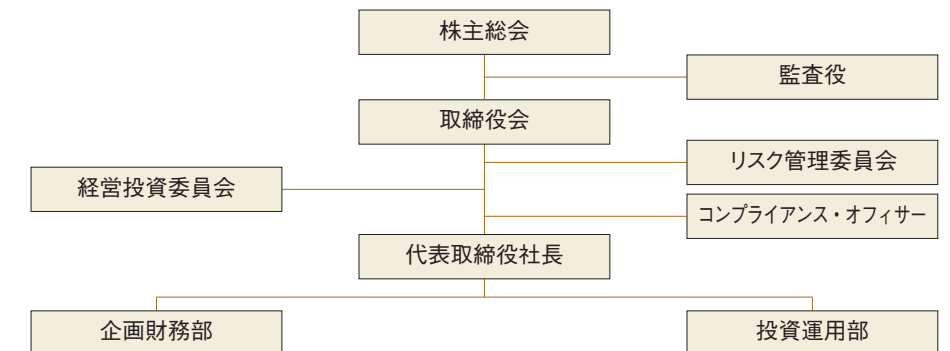 株主総会
監査役
取締役会
リスク管理委員会
経営投資委員会
コンプライアンス・オフィサー
代表取締役社長
企画財務部
投資運用部